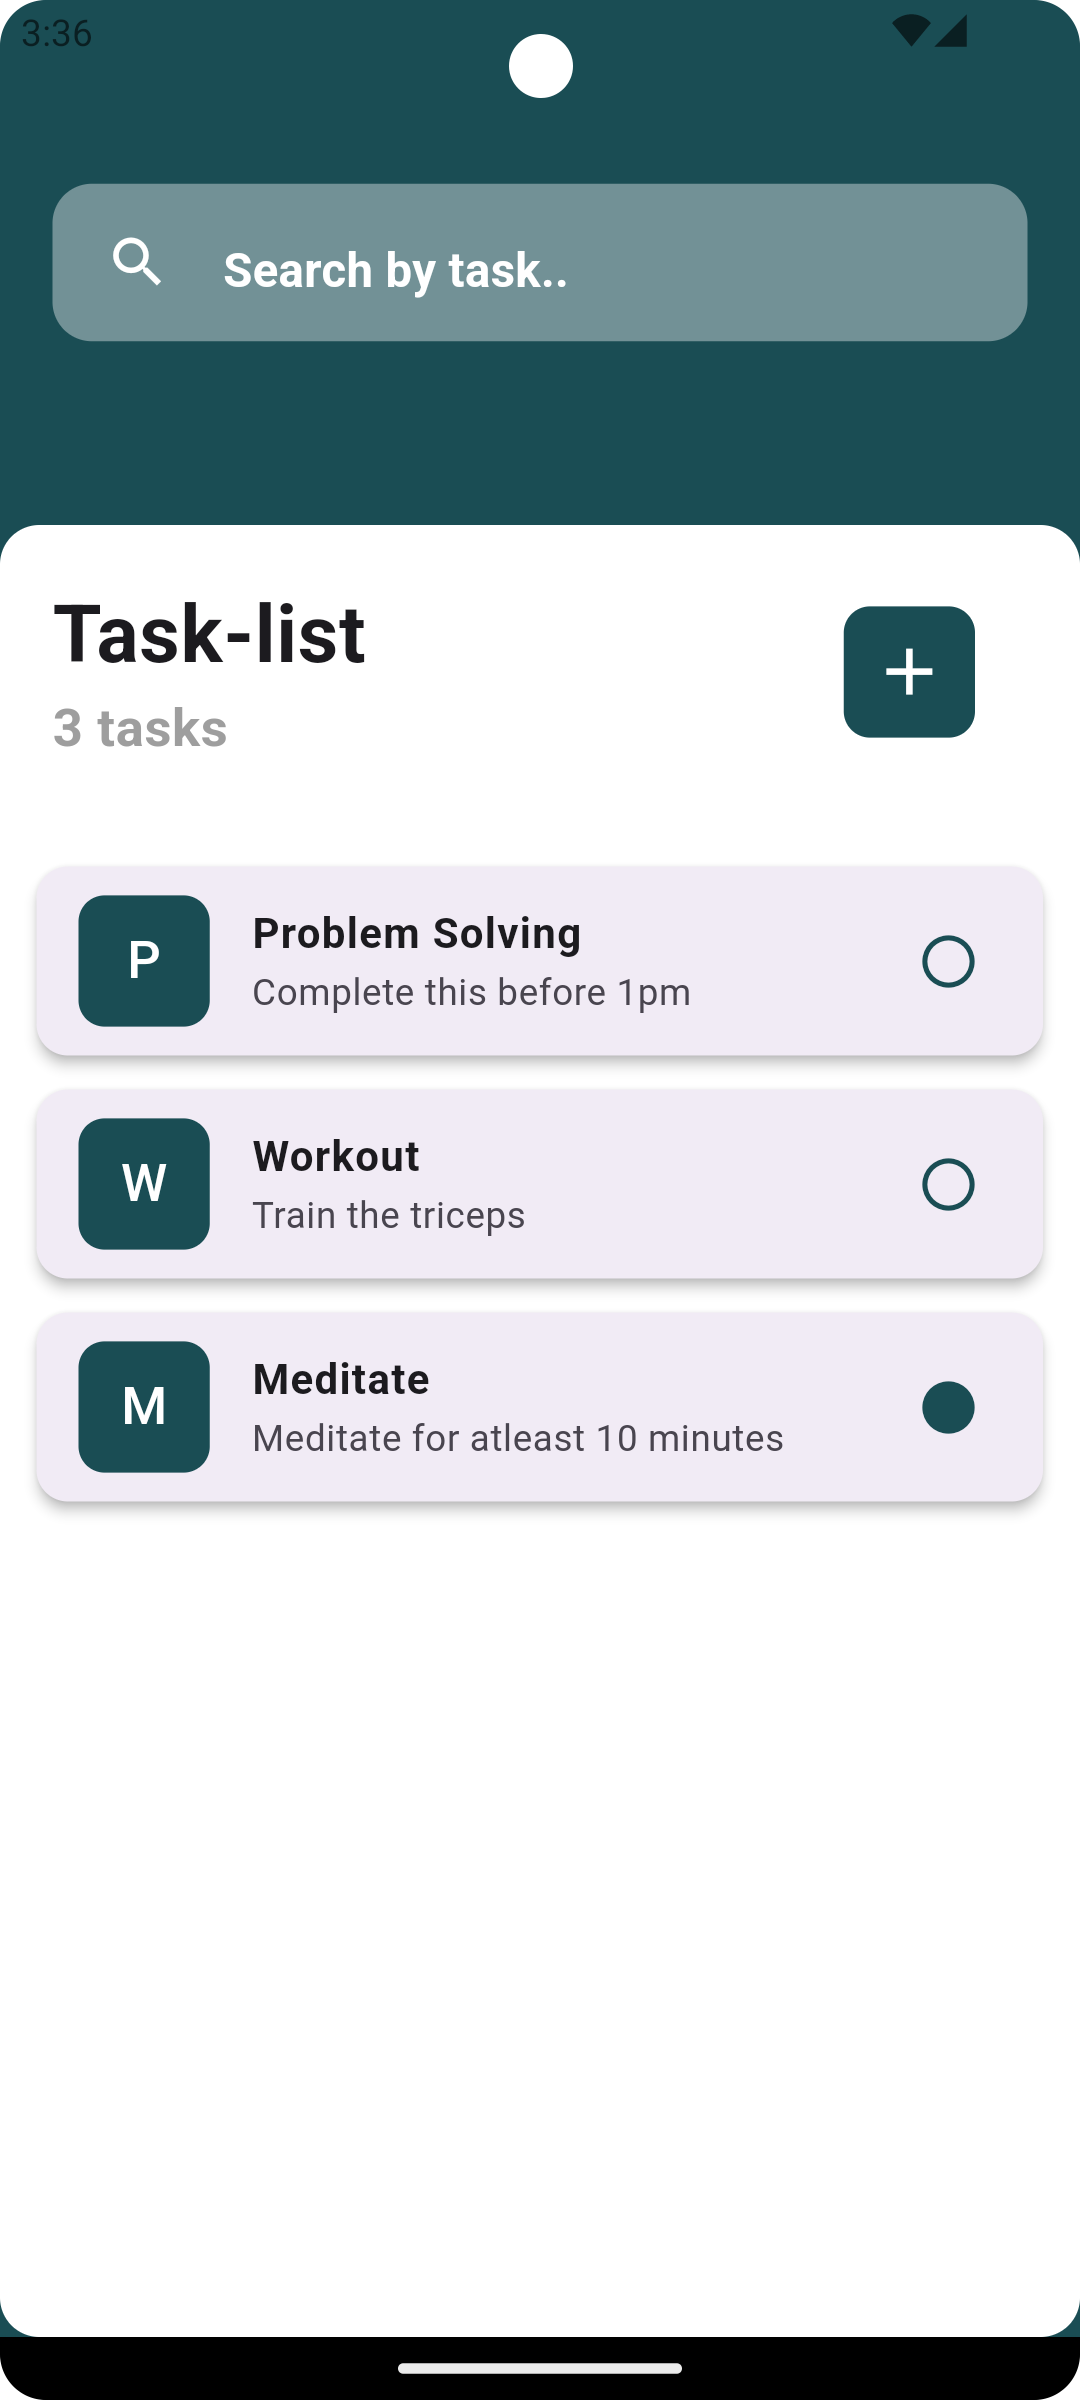 3:36
Search by task..
Task-list
3 tasks
P
Problem Solving
Complete this before 1pm
W
Workout
Train the triceps
M
Meditate
Meditate for atleast 10 minutes